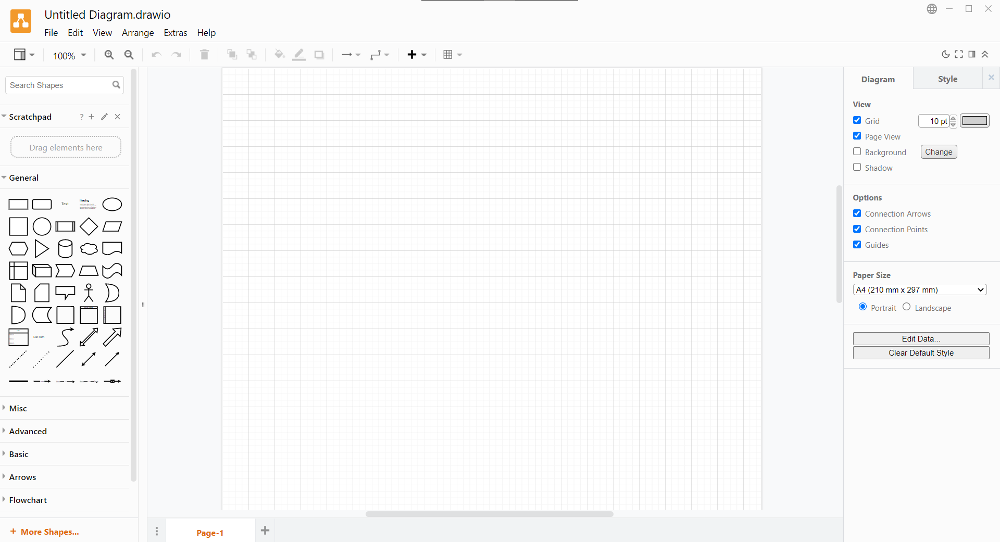 Untitled Diagram.drawio
File Edit View Arrange Extras Help
100%
Search Shapes
Scratchpad ?
Drag elements here
General
Text
Heading
List Item
Misc
Advanced
Basic
Arrows
Flowchart
+ More Shapes...
Page-1
Diagram Style
View
Grid 10 pt
Page View
Background Change
Shadow
Options
Connection Arrows
Connection Points
Guides
Paper Size
A4 (210 mm x 297 mm)
Portrait Landscape
Edit Data...
Clear Default Style